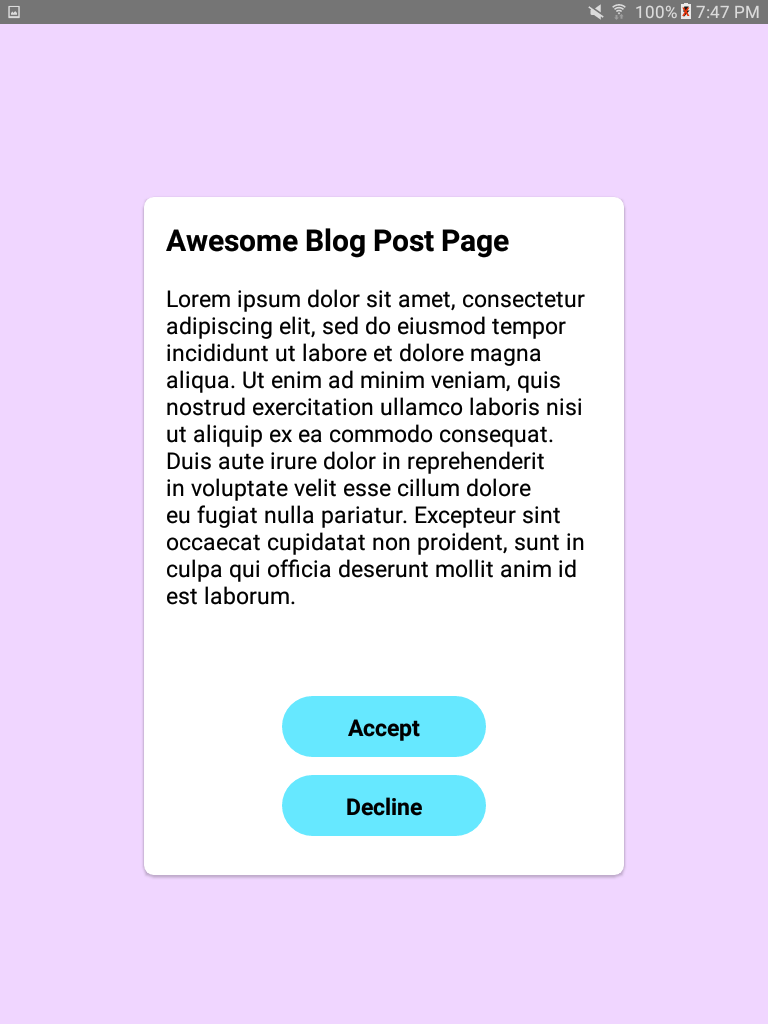 100% 7:47 PM
Awesome Blog Post Page
Lorem ipsum dolor sit amet, consectetur
adipiscing elit, sed do eiusmod tempor
incididunt ut labore et dolore magna
aliqua. Ut enim ad minim veniam, quis
nostrud exercitation ullamco laboris nisi
ut aliquip ex ea commodo consequat.
Duis aute irure dolor in reprehenderit
in voluptate velit esse cillum dolore
eu fugiat nulla pariatur. Excepteur sint
occaecat cupidatat non proident, sunt in
culpa qui officia deserunt mollit anim id
est laborum.
Accept
Decline